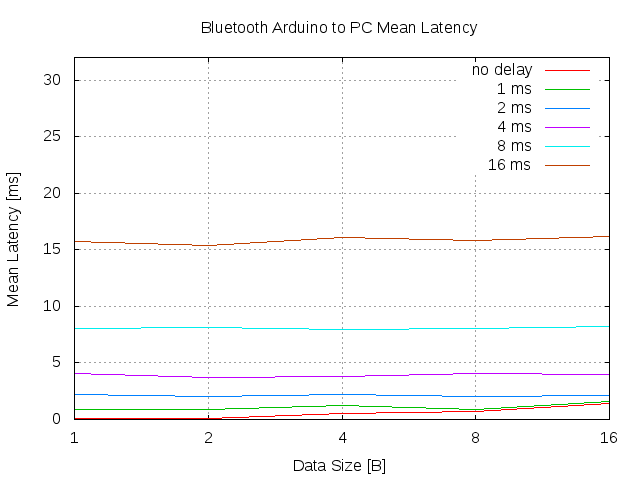 Bluetooth Arduino to PC Mean Latency
no delay
1 ms
2 ms
4 ms
8 ms
16 ms
30
25
20
15
10
5
0
Mean Latency [ms]
1 2 4 8 16
Data Size [B]